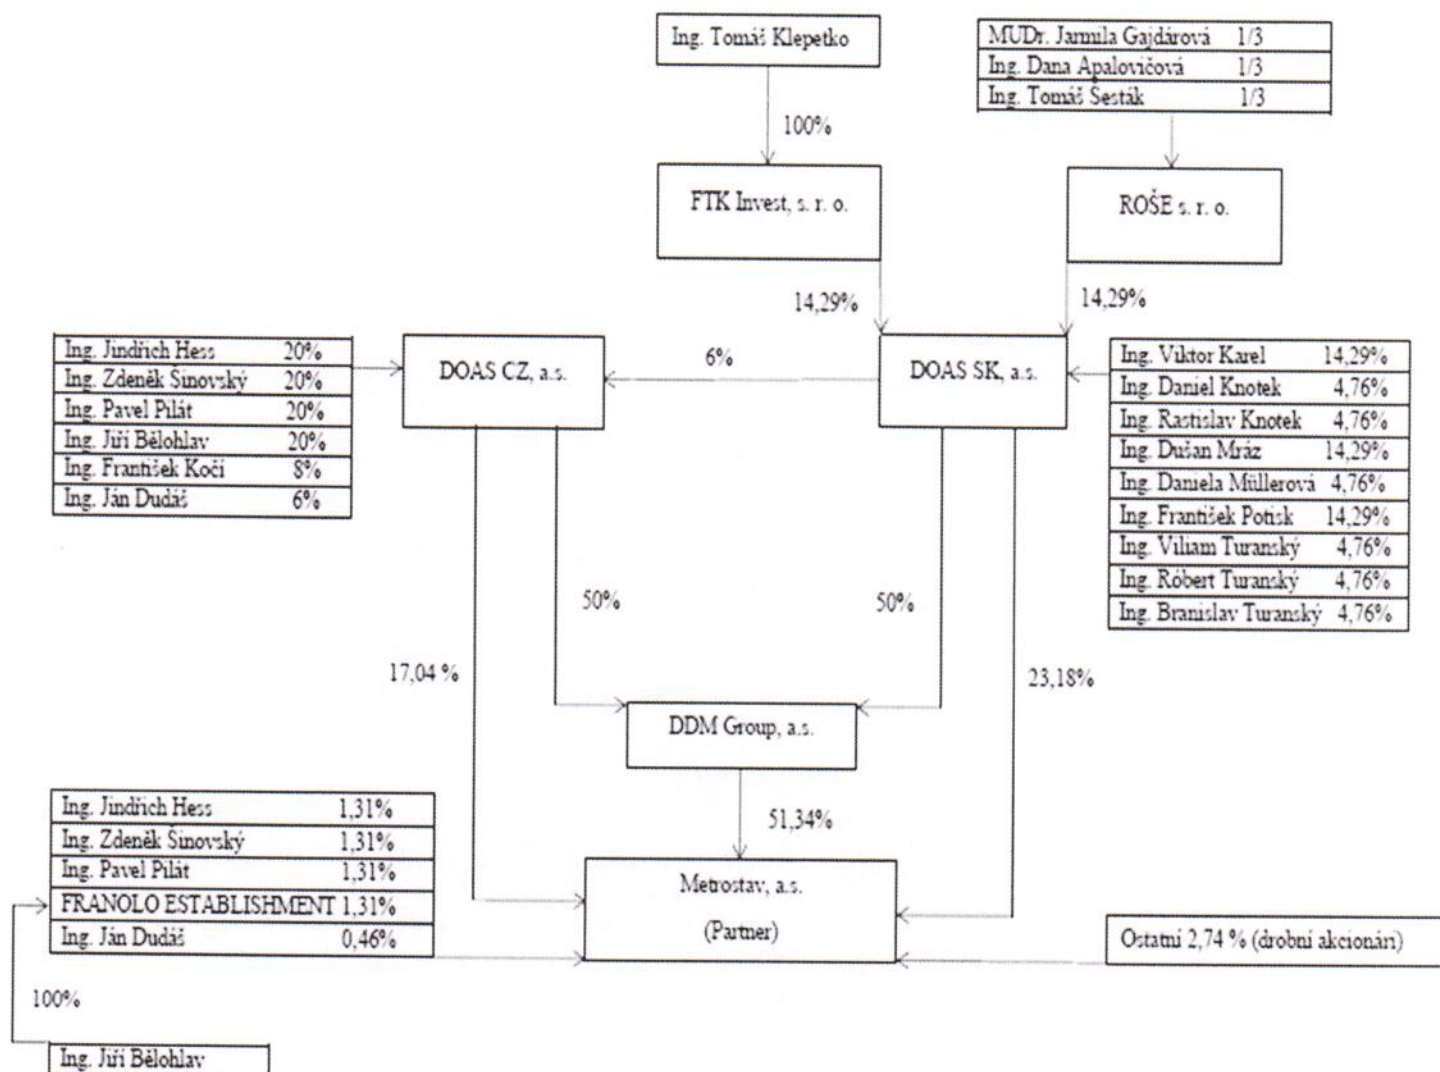 Ing. Tomáš Klepetko
MUDr. Jarmila Gajdárová 1/3
Ing. Dana Apalovičová 1/3
Ing. Tomáš Šesták 1/3
100%
FTK Invest, s. r. o.
ROŠE s. r. o.
14,29%
14,29%
Ing. Jindřich Hess 20%
Ing. Zdeněk Šinovský 20%
Ing. Pavel Pilát 20%
Ing. Jiří Bělohlav 20%
Ing. František Kočí 8%
Ing. Ján Dudáš 6%
DOAS CZ, a.s.
6%
DOAS SK, a.s.
Ing. Viktor Karel 14,29%
Ing. Daniel Knotek 4,76%
Ing. Rastislav Knotek 4,76%
Ing. Dušan Mráz 14,29%
Ing. Daniela Müllerová 4,76%
Ing. František Potisk 14,29%
Ing. Viliam Turanský 4,76%
Ing. Róbert Turanský 4,76%
Ing. Branislav Turanský 4,76%
50%
50%
17,04 %
23,18%
DDM Group, a.s.
51,34%
Ing. Jindřich Hess 1,31%
Ing. Zdeněk Šinovský 1,31%
Ing. Pavel Pilát 1,31%
FRANOLO ESTABLISHMENT 1,31%
Ing. Ján Dudáš 0,46%
Metrostav, a.s.
(Partner)
Ostatní 2,74 % (drobní akcionári)
100%
Ing. Jiří Bělohlav